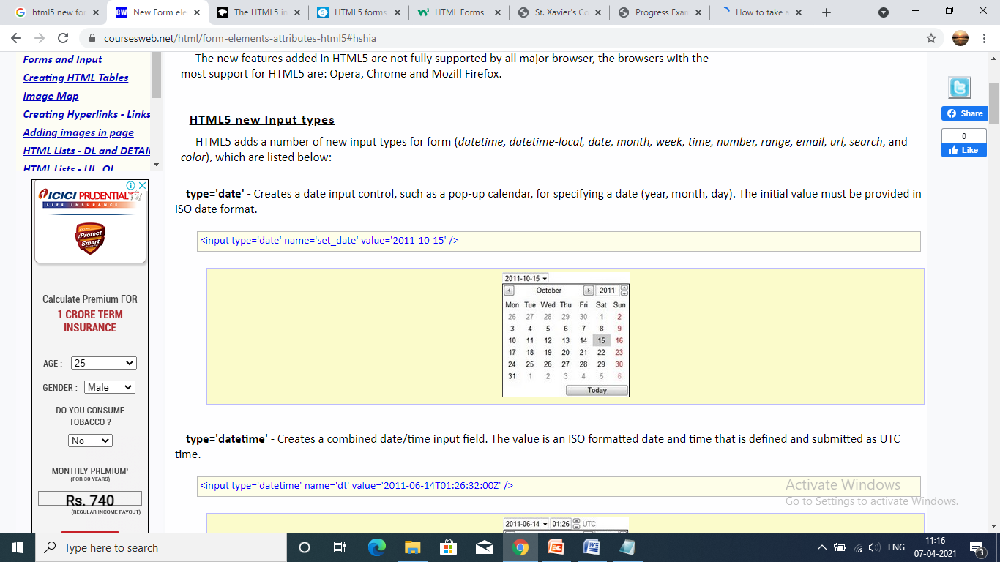 html5 new for
New Form ele
The HTML5 in
HTML5 forms
HTML Forms
St. Xavier's Co
Progress Exam
How to take a
coursesweb.net/html/form-elements-attributes-html5#hshia
Forms and Input
Creating HTML Tables
Image Map
Creating Hyperlinks - Links
Adding images in page
HTML Lists - DL and DETAIL
HTML Lists - UL, OL
ICICI PRUDENTIAL
LIFE INSURANCE
iProtect
Smart
Calculate Premium FOR
1 CRORE TERM
INSURANCE
AGE : 25
GENDER : Male
DO YOU CONSUME
TOBACCO ?
No
MONTHLY PREMIUM*
(FOR 30 YEARS)
Rs. 740
(REGULAR INCOME PAYOUT)
The new features added in HTML5 are not fully supported by all major browser, the browsers with the
most support for HTML5 are: Opera, Chrome and Mozill Firefox.
HTML5 new Input types
HTML5 adds a number of new input types for form (datetime, datetime-local, date, month, week, time, number, range, email, url, search, and
color), which are listed below:
type='date' - Creates a date input control, such as a pop-up calendar, for specifying a date (year, month, day). The initial value must be provided in
ISO date format.
<input type='date' name='set_date' value='2011-10-15' />
2011-10-15
October 2011
Mon Tue Wed Thu Fri Sat Sun
26 27 28 29 30 1 2
3 4 5 6 7 8 9
10 11 12 13 14 15 16
17 18 19 20 21 22 23
24 25 26 27 28 29 30
31 1 2 3 4 5 6
Today
type='datetime' - Creates a combined date/time input field. The value is an ISO formatted date and time that is defined and submitted as UTC
time.
<input type='datetime' name='dt' value='2011-06-14T01:26:32:00Z' />
2011-06-14 01:26 UTC
Share
0
Like
Activate Windows
Go to Settings to activate Windows.
Type here to search
ENG
11:16
07-04-2021
3